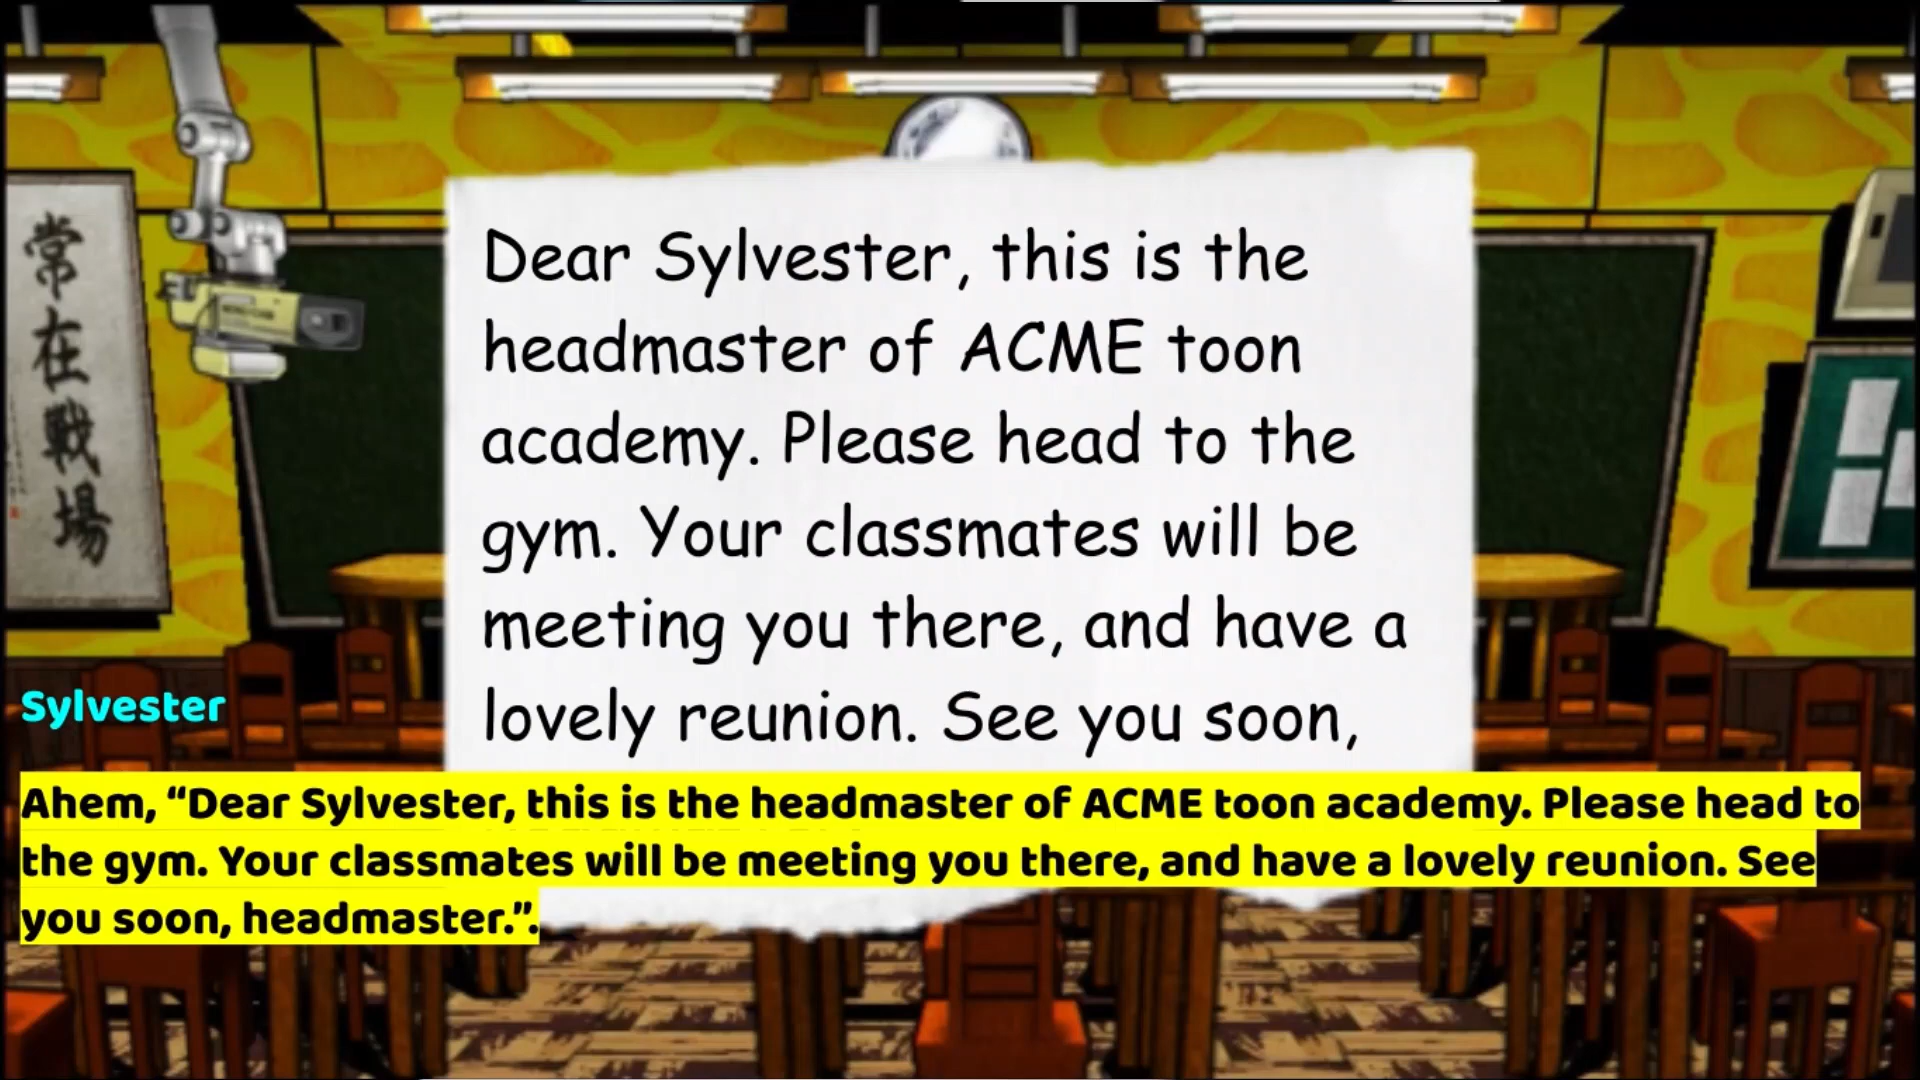 常在戰場
Dear Sylvester, this is the
headmaster of ACME toon
academy. Please head to the
gym. Your classmates will be
meeting you there, and have a
lovely reunion. See you soon,
Sylvester
Ahem, “Dear Sylvester, this is the headmaster of ACME toon academy. Please head to
the gym. Your classmates will be meeting you there, and have a lovely reunion. See
you soon, headmaster.”.